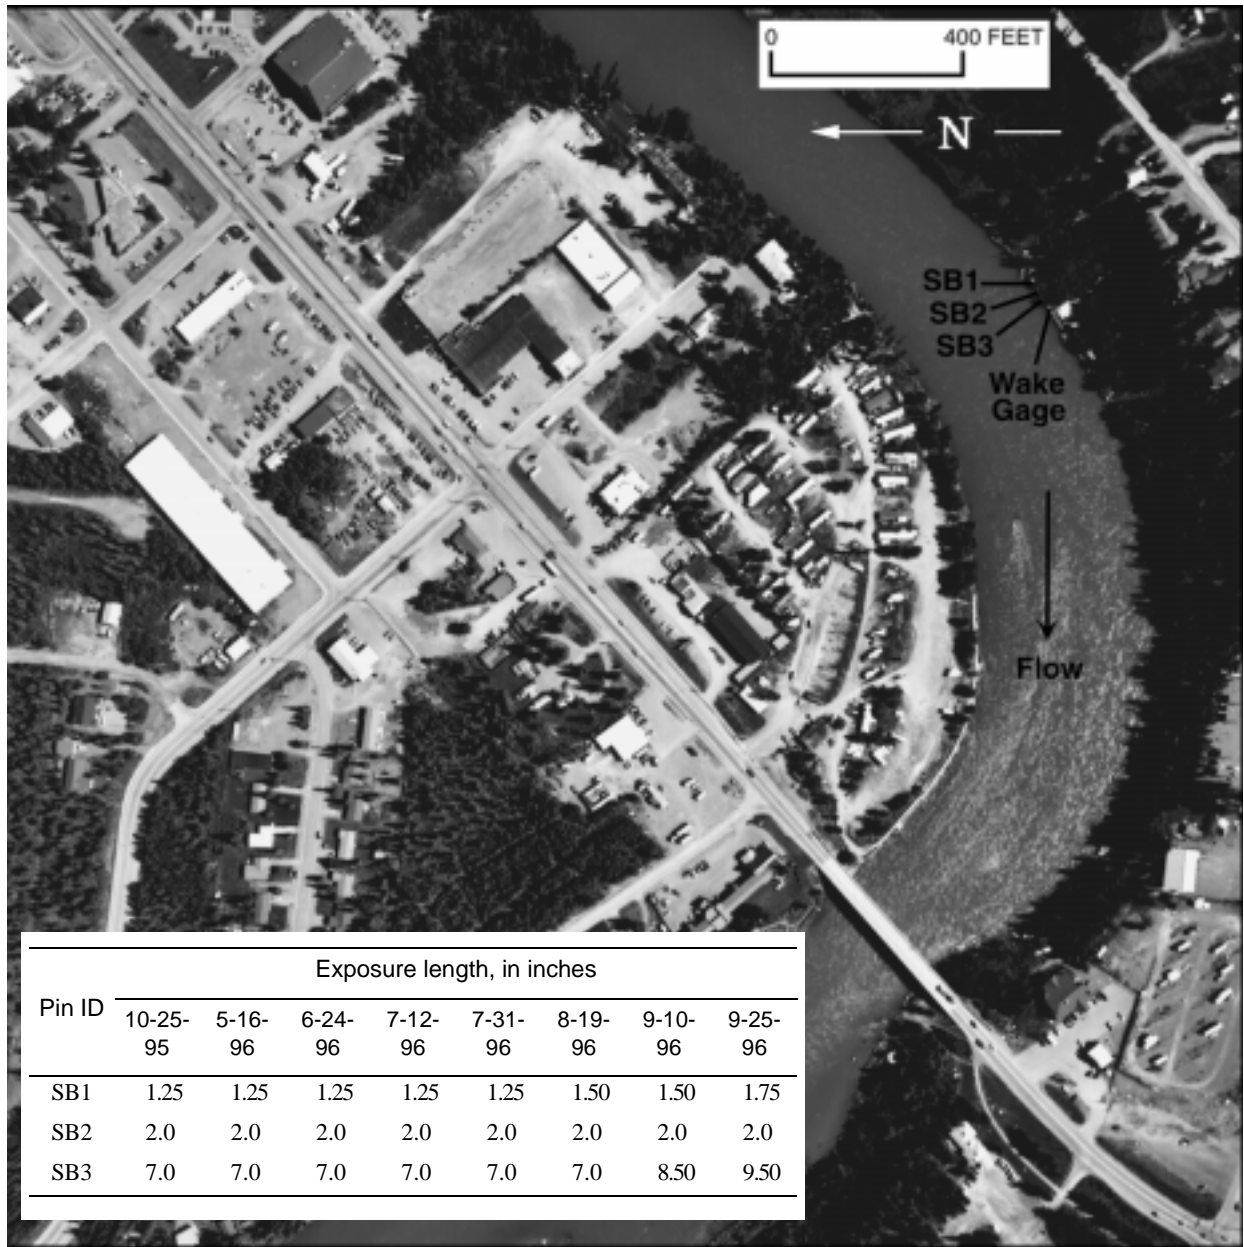 0 400 FEET
N
SB1
SB2
SB3
Wake
Gage
Flow
Exposure length, in inches
Pin ID 10-25- 5-16- 6-24- 7-12- 7-31- 8-19- 9-10- 9-25-
95 96 96 96 96 96 96 96
SB1 1.25 1.25 1.25 1.25 1.25 1.50 1.50 1.75
SB2 2.0 2.0 2.0 2.0 2.0 2.0 2.0 2.0
SB3 7.0 7.0 7.0 7.0 7.0 7.0 8.50 9.50